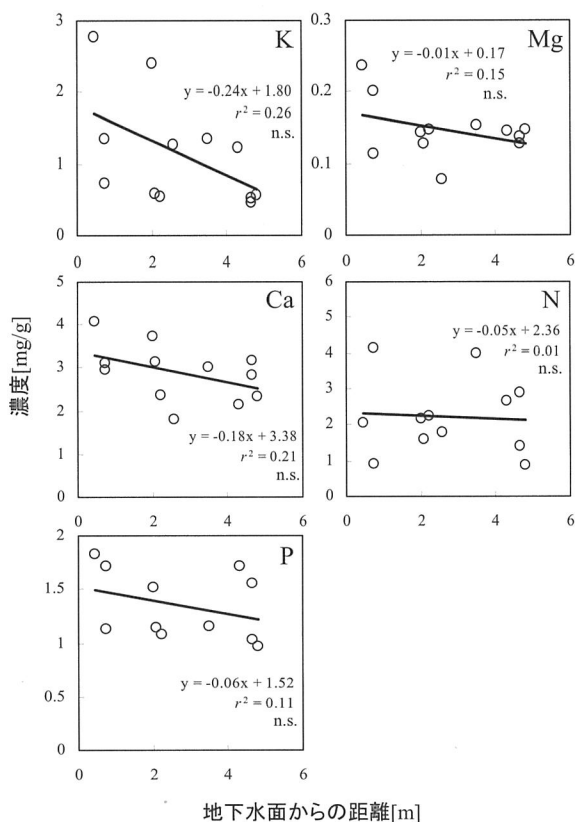 K
y = -0.24x + 1.80
r² = 0.26
n.s.
3
2
1
0
0
2
4
6
Mg
y = -0.01x + 0.17
r² = 0.15
n.s.
0.3
0.2
0.1
0
0
2
4
6
濃度[mg/g]
Ca
y = -0.18x + 3.38
r² = 0.21
n.s.
5
4
3
2
1
0
0
2
4
6
N
y = -0.05x + 2.36
r² = 0.01
n.s.
6
5
4
3
2
1
0
0
2
4
6
P
y = -0.06x + 1.52
r² = 0.11
n.s.
2
1.5
1
0.5
0
0
2
4
6
地下水面からの距離[m]